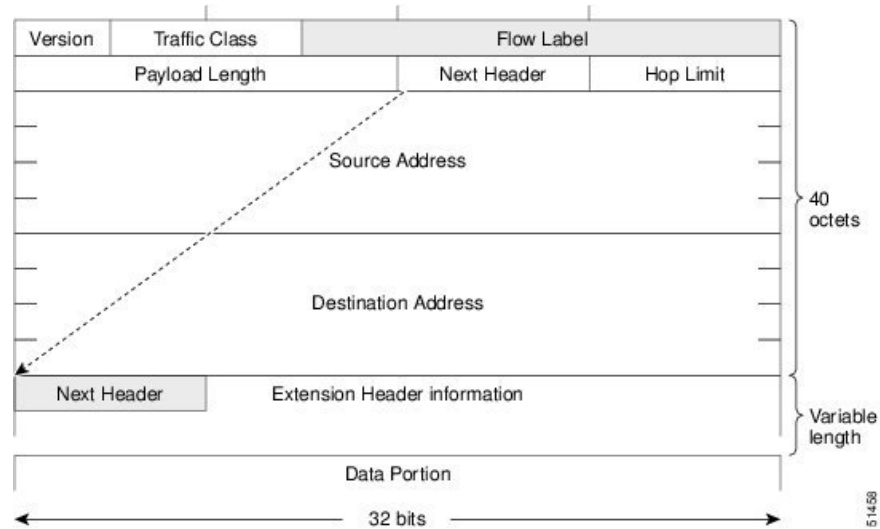 Version Traffic Class Flow Label
Payload Length Next Header Hop Limit
Source Address
40
octets
Destination Address
Next Header Extension Header information
Variable
length
Data Portion
32 bits
51458